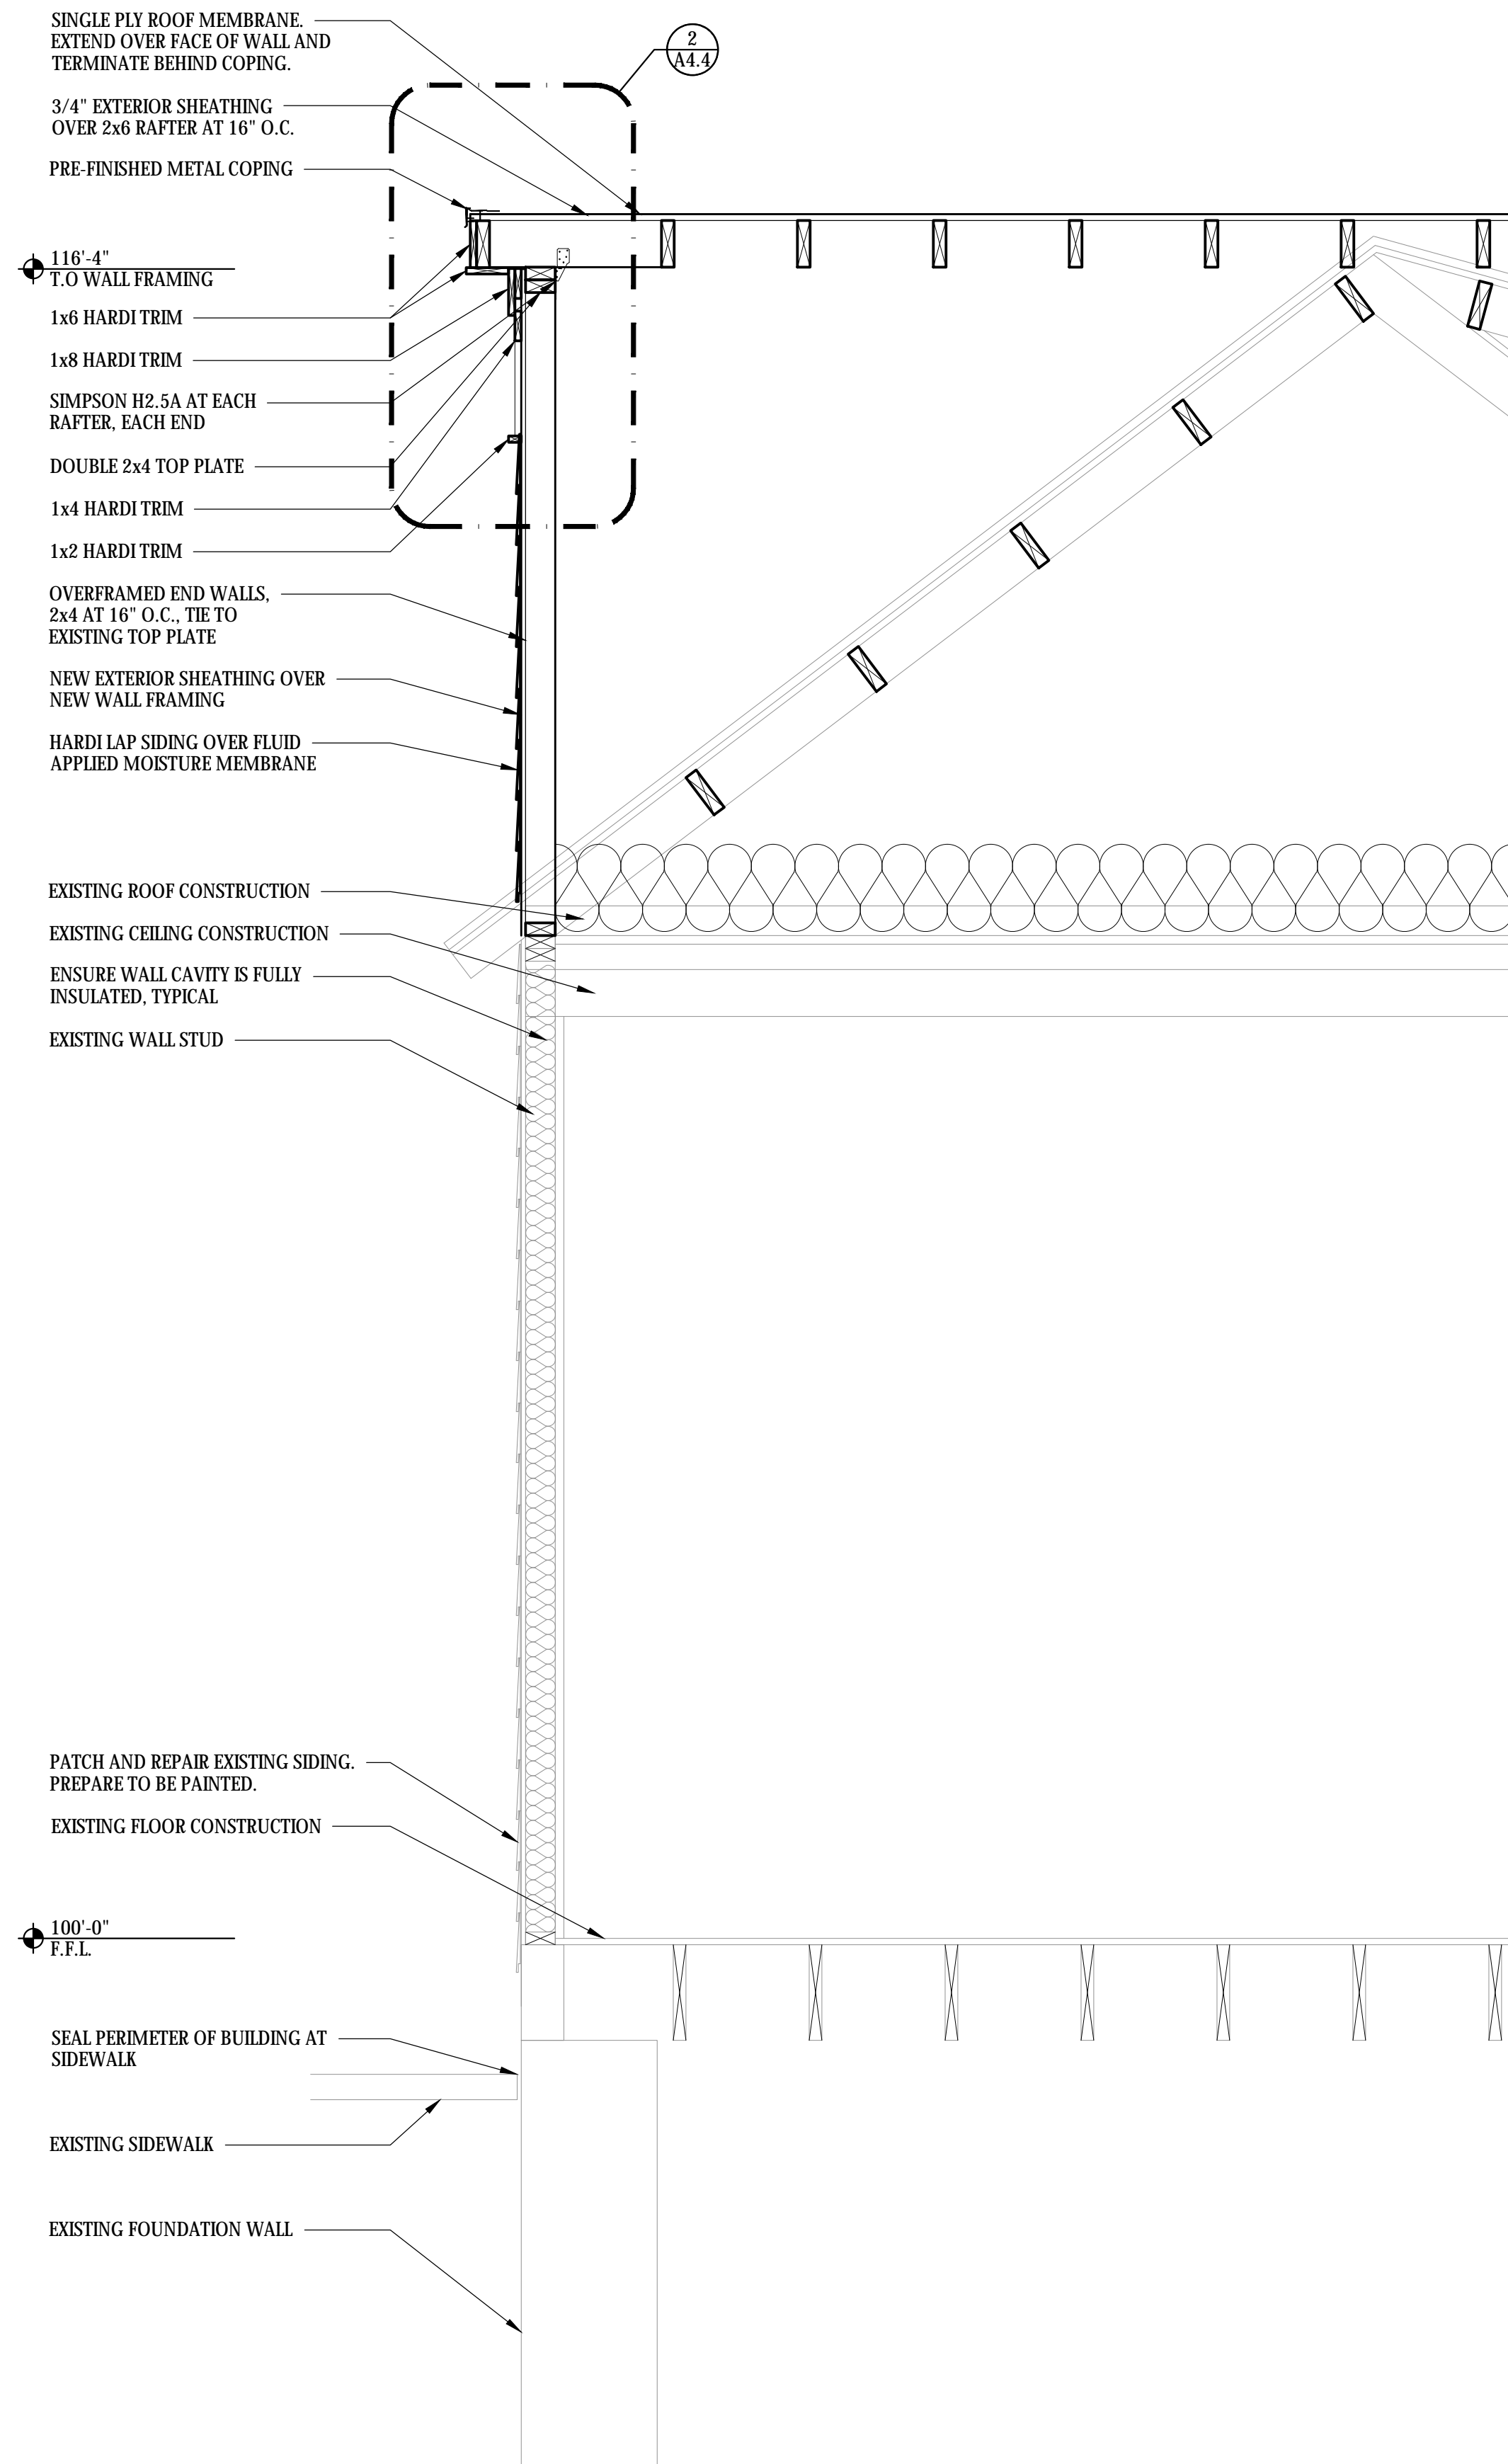 SINGLE PLY ROOF MEMBRANE.
EXTEND OVER FACE OF WALL AND
TERMINATE BEHIND COPING.
2
A4.4
3/4" EXTERIOR SHEATHING
OVER 2x6 RAFTER AT 16" O.C.
PRE-FINISHED METAL COPING
116'-4"
T.O WALL FRAMING
1x6 HARDI TRIM
1x8 HARDI TRIM
SIMPSON H2.5A AT EACH
RAFTER, EACH END
DOUBLE 2x4 TOP PLATE
1x4 HARDI TRIM
1x2 HARDI TRIM
OVERFRAMED END WALLS,
2x4 AT 16" O.C., TIE TO
EXISTING TOP PLATE
NEW EXTERIOR SHEATHING OVER
NEW WALL FRAMING
HARDI LAP SIDING OVER FLUID
APPLIED MOISTURE MEMBRANE
EXISTING ROOF CONSTRUCTION
EXISTING CEILING CONSTRUCTION
ENSURE WALL CAVITY IS FULLY
INSULATED, TYPICAL
EXISTING WALL STUD
PATCH AND REPAIR EXISTING SIDING.
PREPARE TO BE PAINTED.
EXISTING FLOOR CONSTRUCTION
100'-0"
F.F.L.
SEAL PERIMETER OF BUILDING AT
SIDEWALK
EXISTING SIDEWALK
EXISTING FOUNDATION WALL